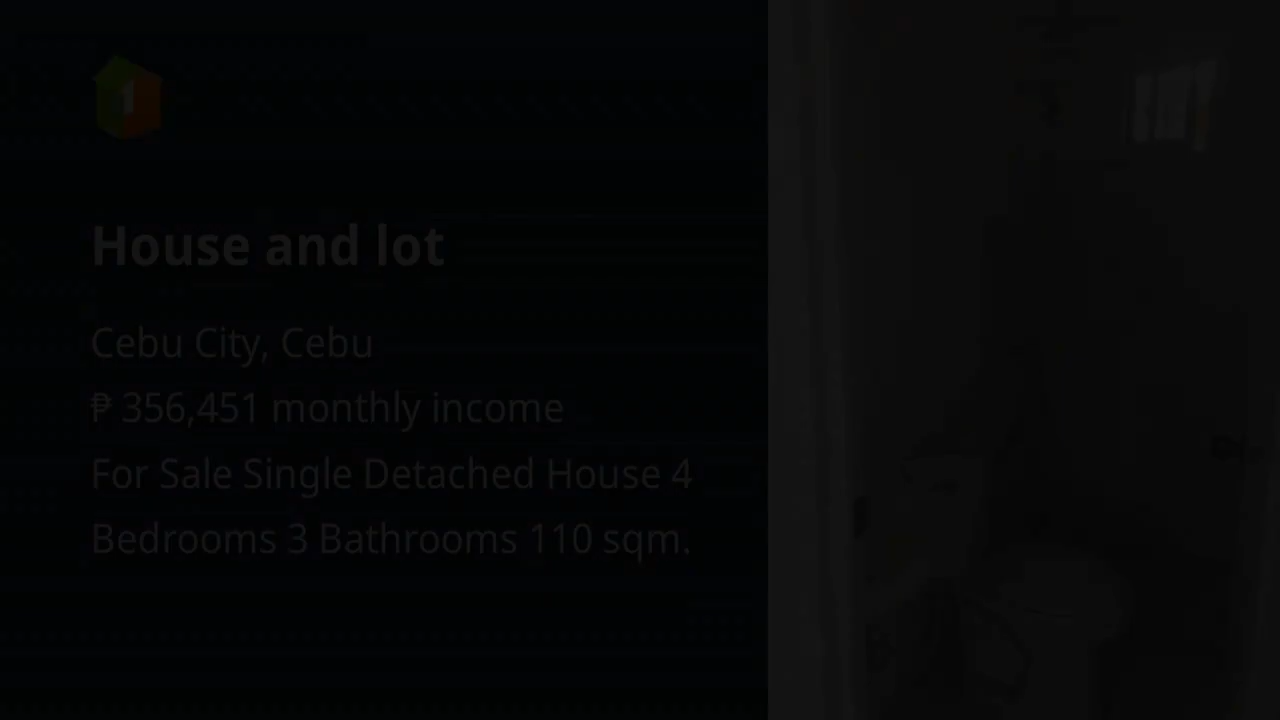 1
House and lot
Cebu City, Cebu
₱ 356,451 monthly income
For Sale Single Detached House 4
Bedrooms 3 Bathrooms 110 sqm.